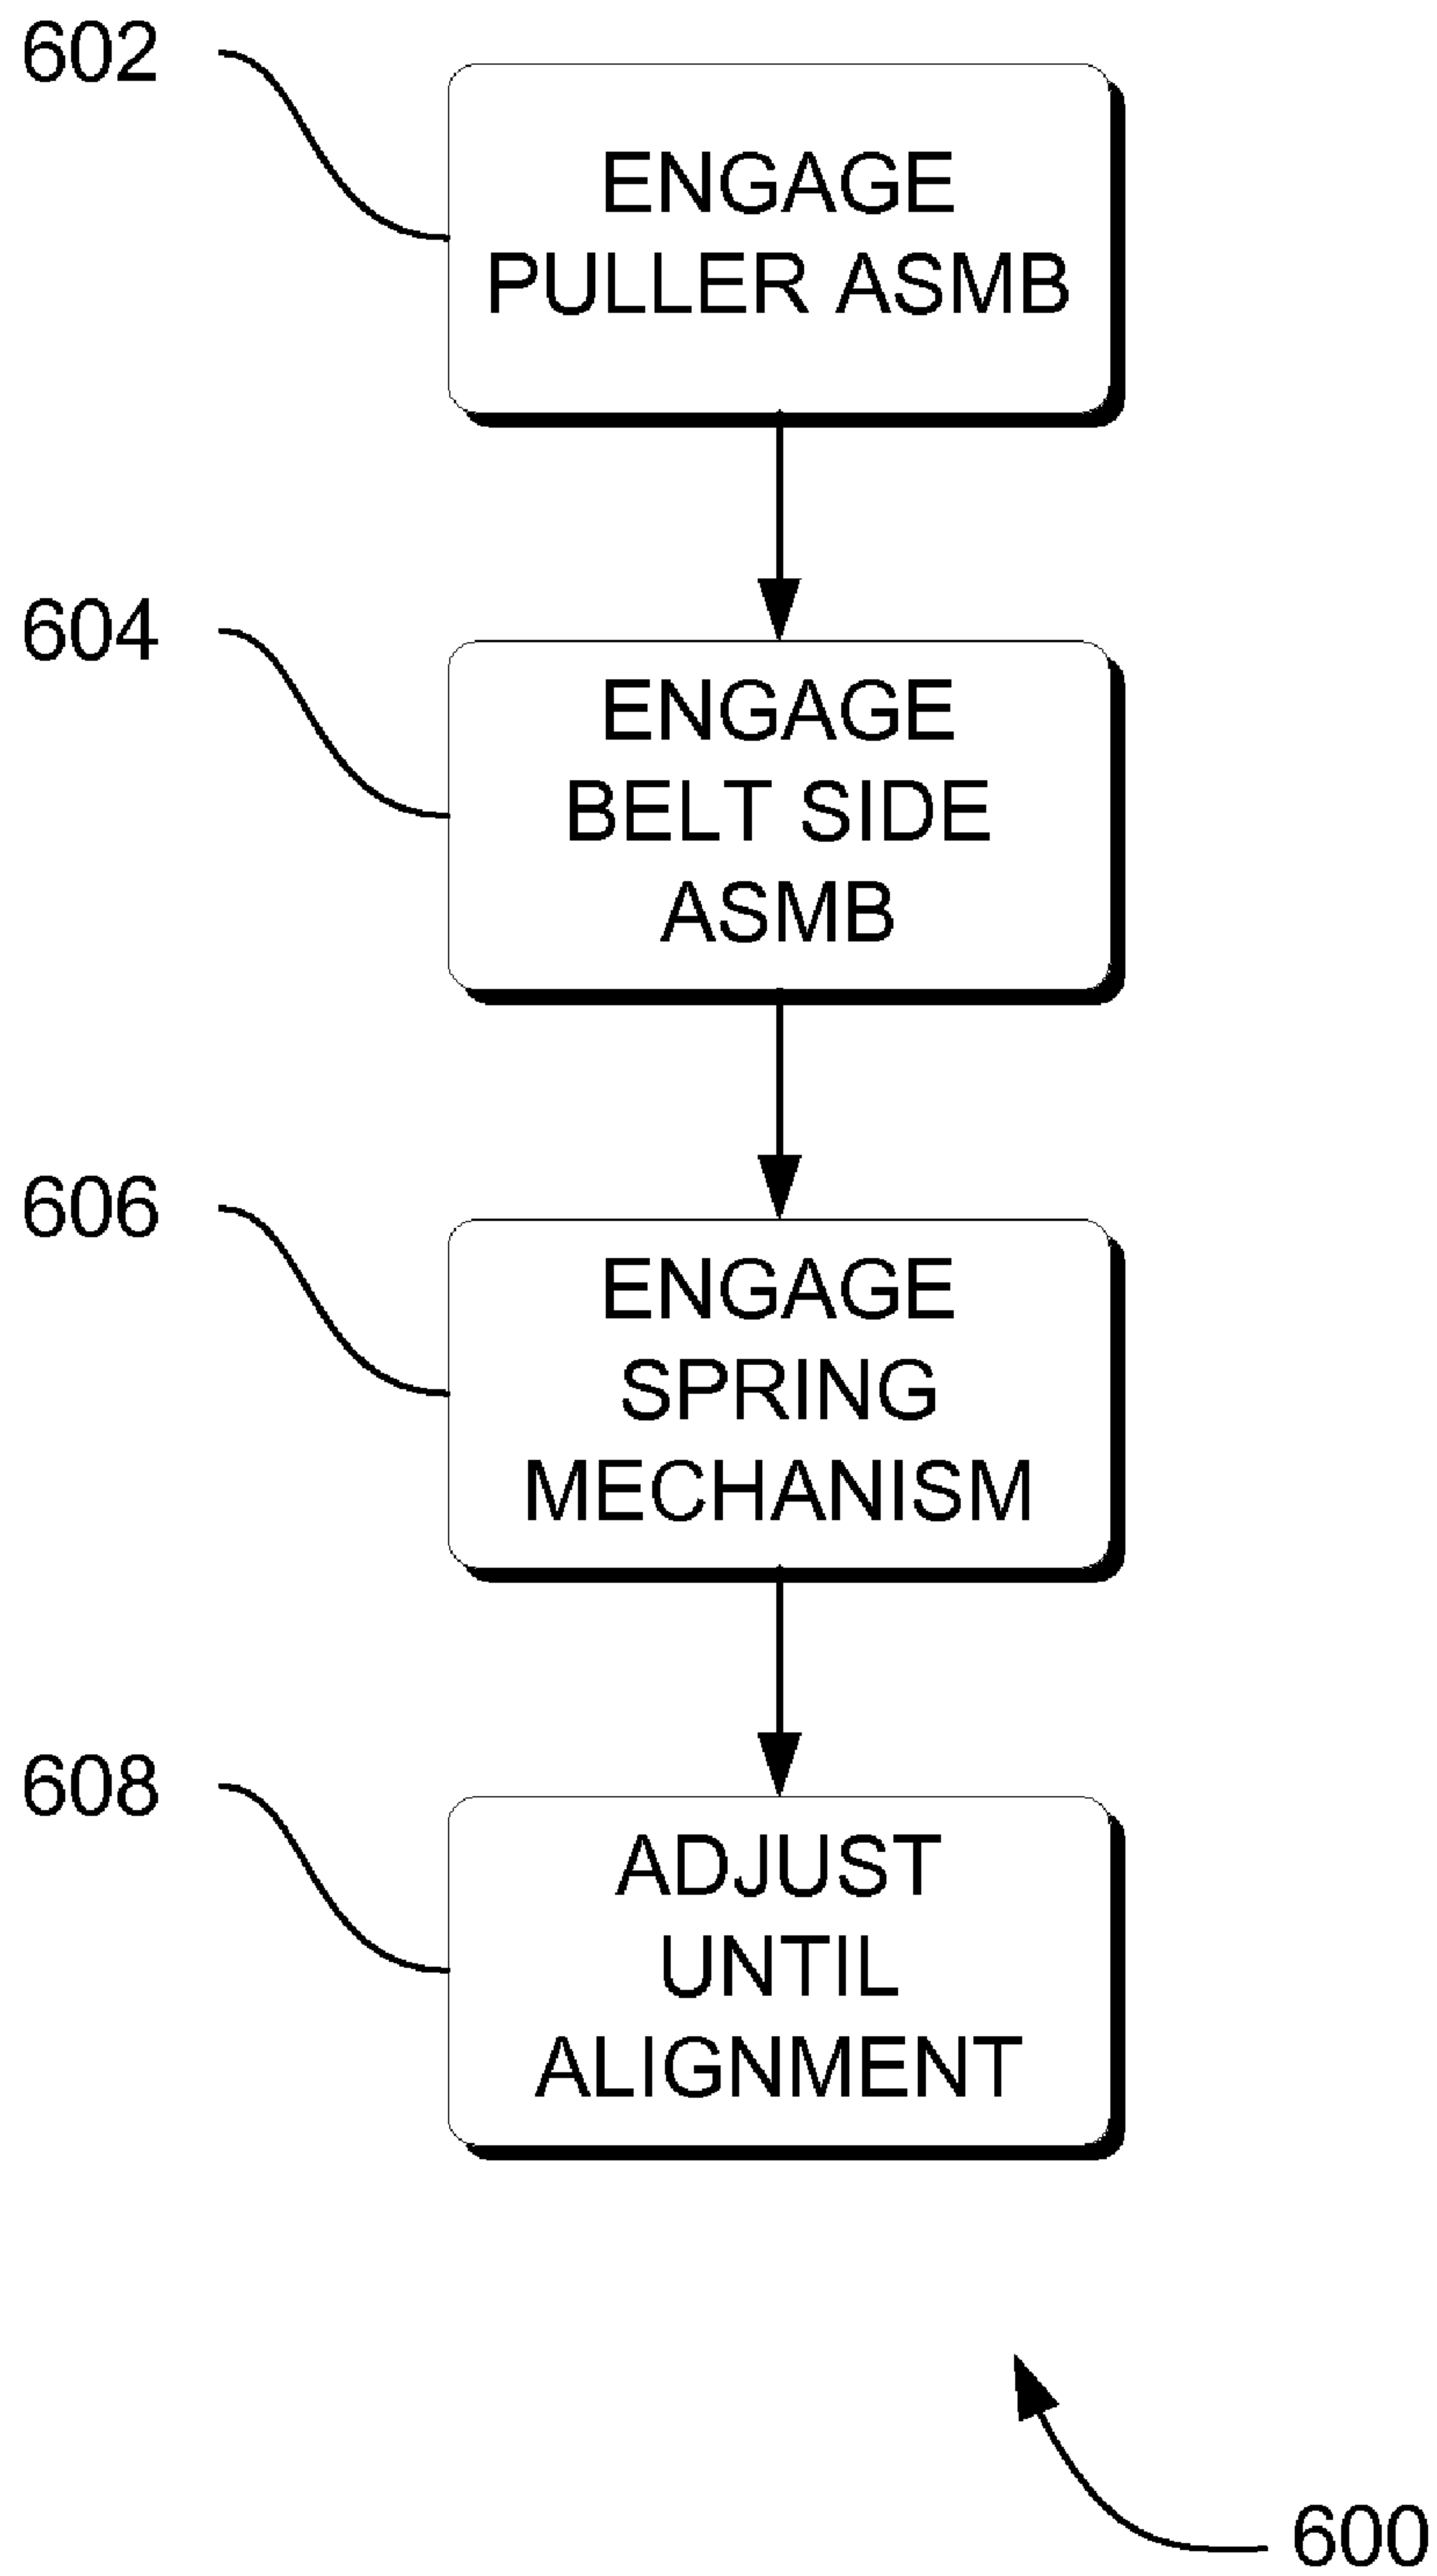 602
ENGAGE
PULLER ASMB
604
ENGAGE
BELT SIDE
ASMB
606
ENGAGE
SPRING
MECHANISM
608
ADJUST
UNTIL
ALIGNMENT
600